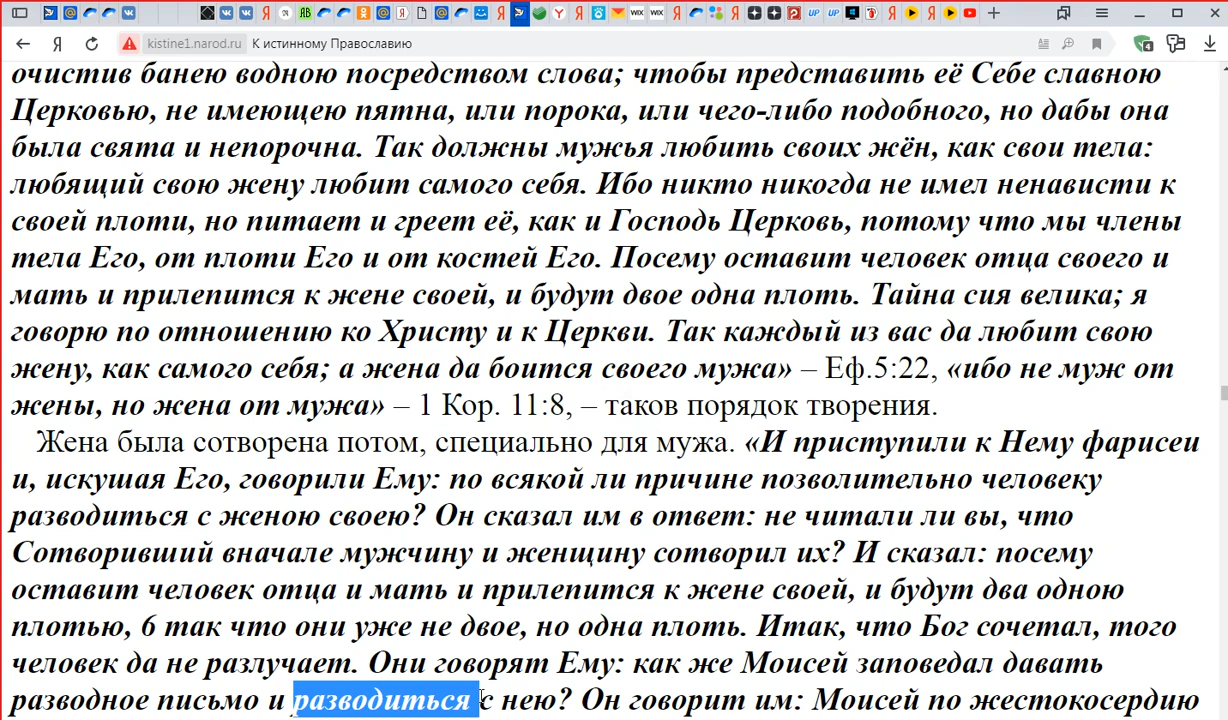 kistine1.narod.ru К истинному Православию
очистив банею водною посредством слова; чтобы представить её Себе славною
Церковью, не имеющею пятна, или порока, или чего-либо подобного, но дабы она
была свята и непорочна. Так должны мужья любить своих жён, как свои тела:
любящий свою жену любит самого себя. Ибо никто никогда не имел ненависти к
своей плоти, но питает и греет её, как и Господь Церковь, потому что мы члены
тела Его, от плоти Его и от костей Его. Посему оставит человек отца своего и
мать и прилепится к жене своей, и будут двое одна плоть. Тайна сия велика; я
говорю по отношению ко Христу и к Церкви. Так каждый из вас да любит свою
жену, как самого себя; а жена да боится своего мужа» – Еф.5:22, «ибо не муж от
жены, но жена от мужа» – 1 Кор. 11:8, – таков порядок творения.
Жена была сотворена потом, специально для мужа. «И приступили к Нему фарисеи
и, искушая Его, говорили Ему: по всякой ли причине позволительно человеку
разводиться с женою своею? Он сказал им в ответ: не читали ли вы, что
Сотворивший вначале мужчину и женщину сотворил их? И сказал: посему
оставит человек отца и мать и прилепится к жене своей, и будут два одною
плотью, 6 так что они уже не двое, но одна плоть. Итак, что Бог сочетал, того
человек да не разлучает. Они говорят Ему: как же Моисей заповедал давать
разводное письмо и разводиться с нею? Он говорит им: Моисей по жестокосердию